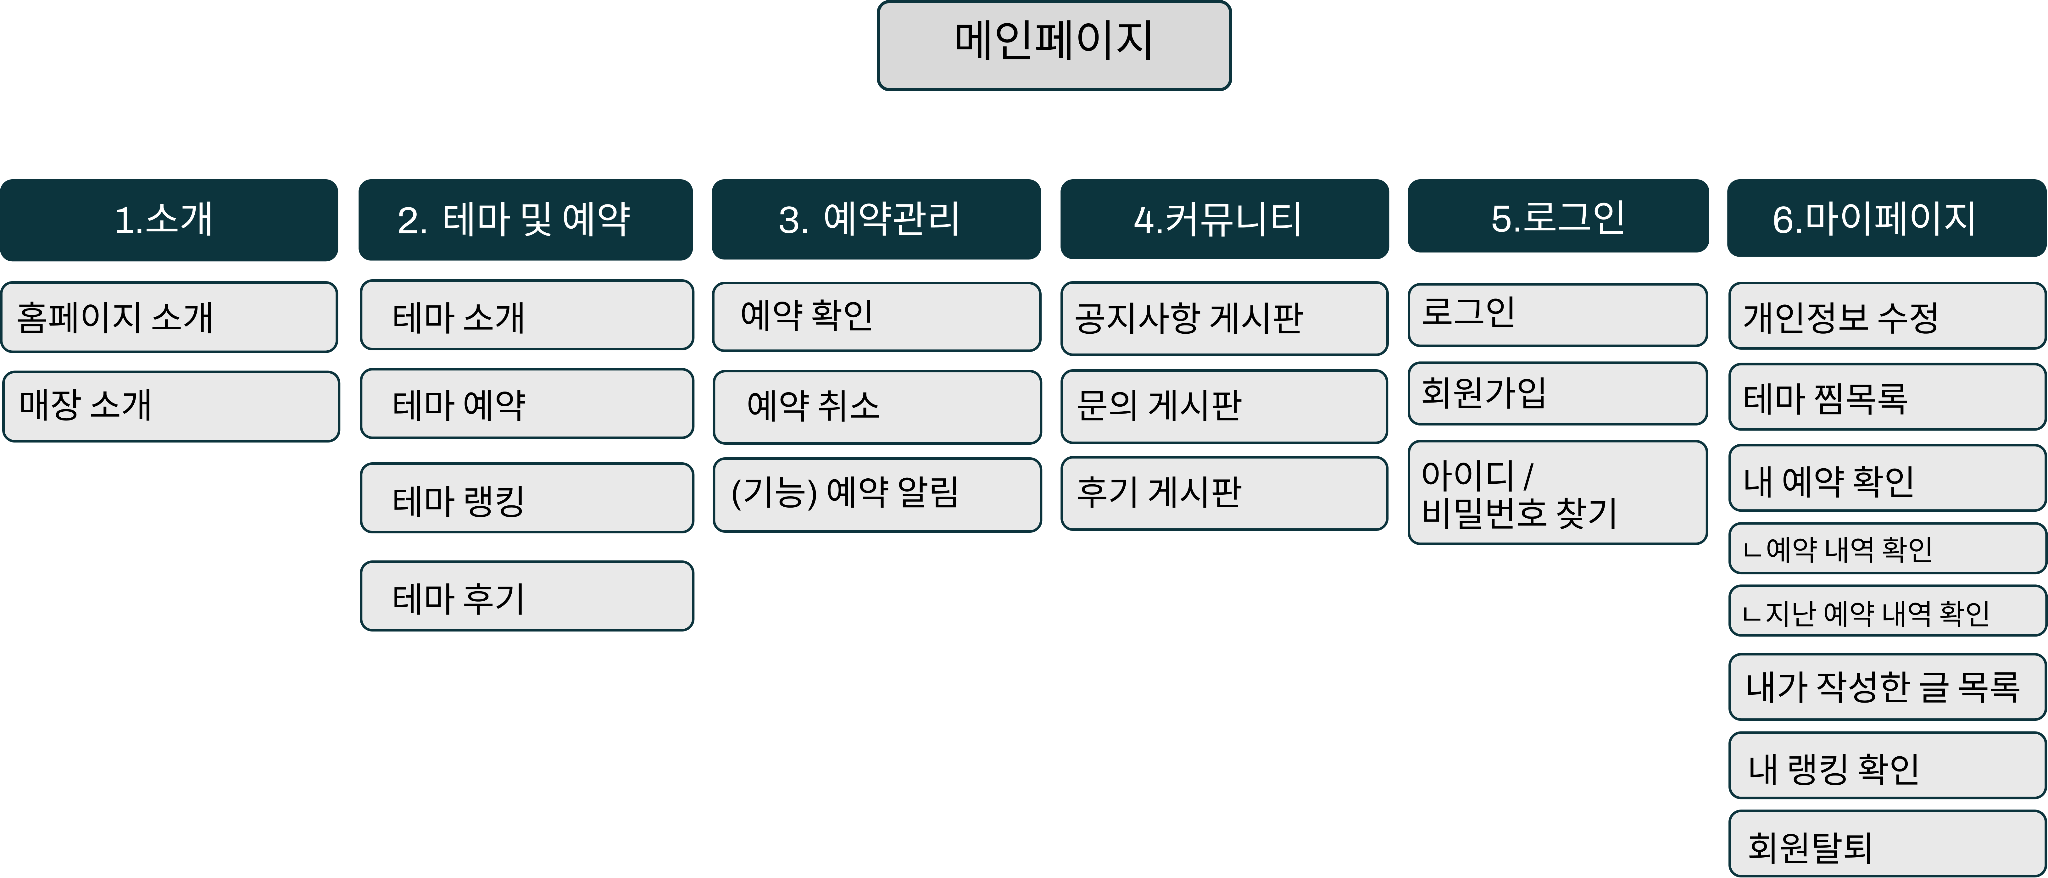 메인페이지
1.소개
홈페이지 소개
매장 소개
2. 테마 및 예약
테마 소개
테마 예약
테마 랭킹
테마 후기
3. 예약관리
예약 확인
예약 취소
(기능) 예약 알림
4.커뮤니티
공지사항 게시판
문의 게시판
후기 게시판
5.로그인
로그인
회원가입
아이디 /
비밀번호 찾기
6.마이페이지
개인정보 수정
테마 찜목록
내 예약 확인
ㄴ예약 내역 확인
ㄴ지난 예약 내역 확인
내가 작성한 글 목록
내 랭킹 확인
회원탈퇴